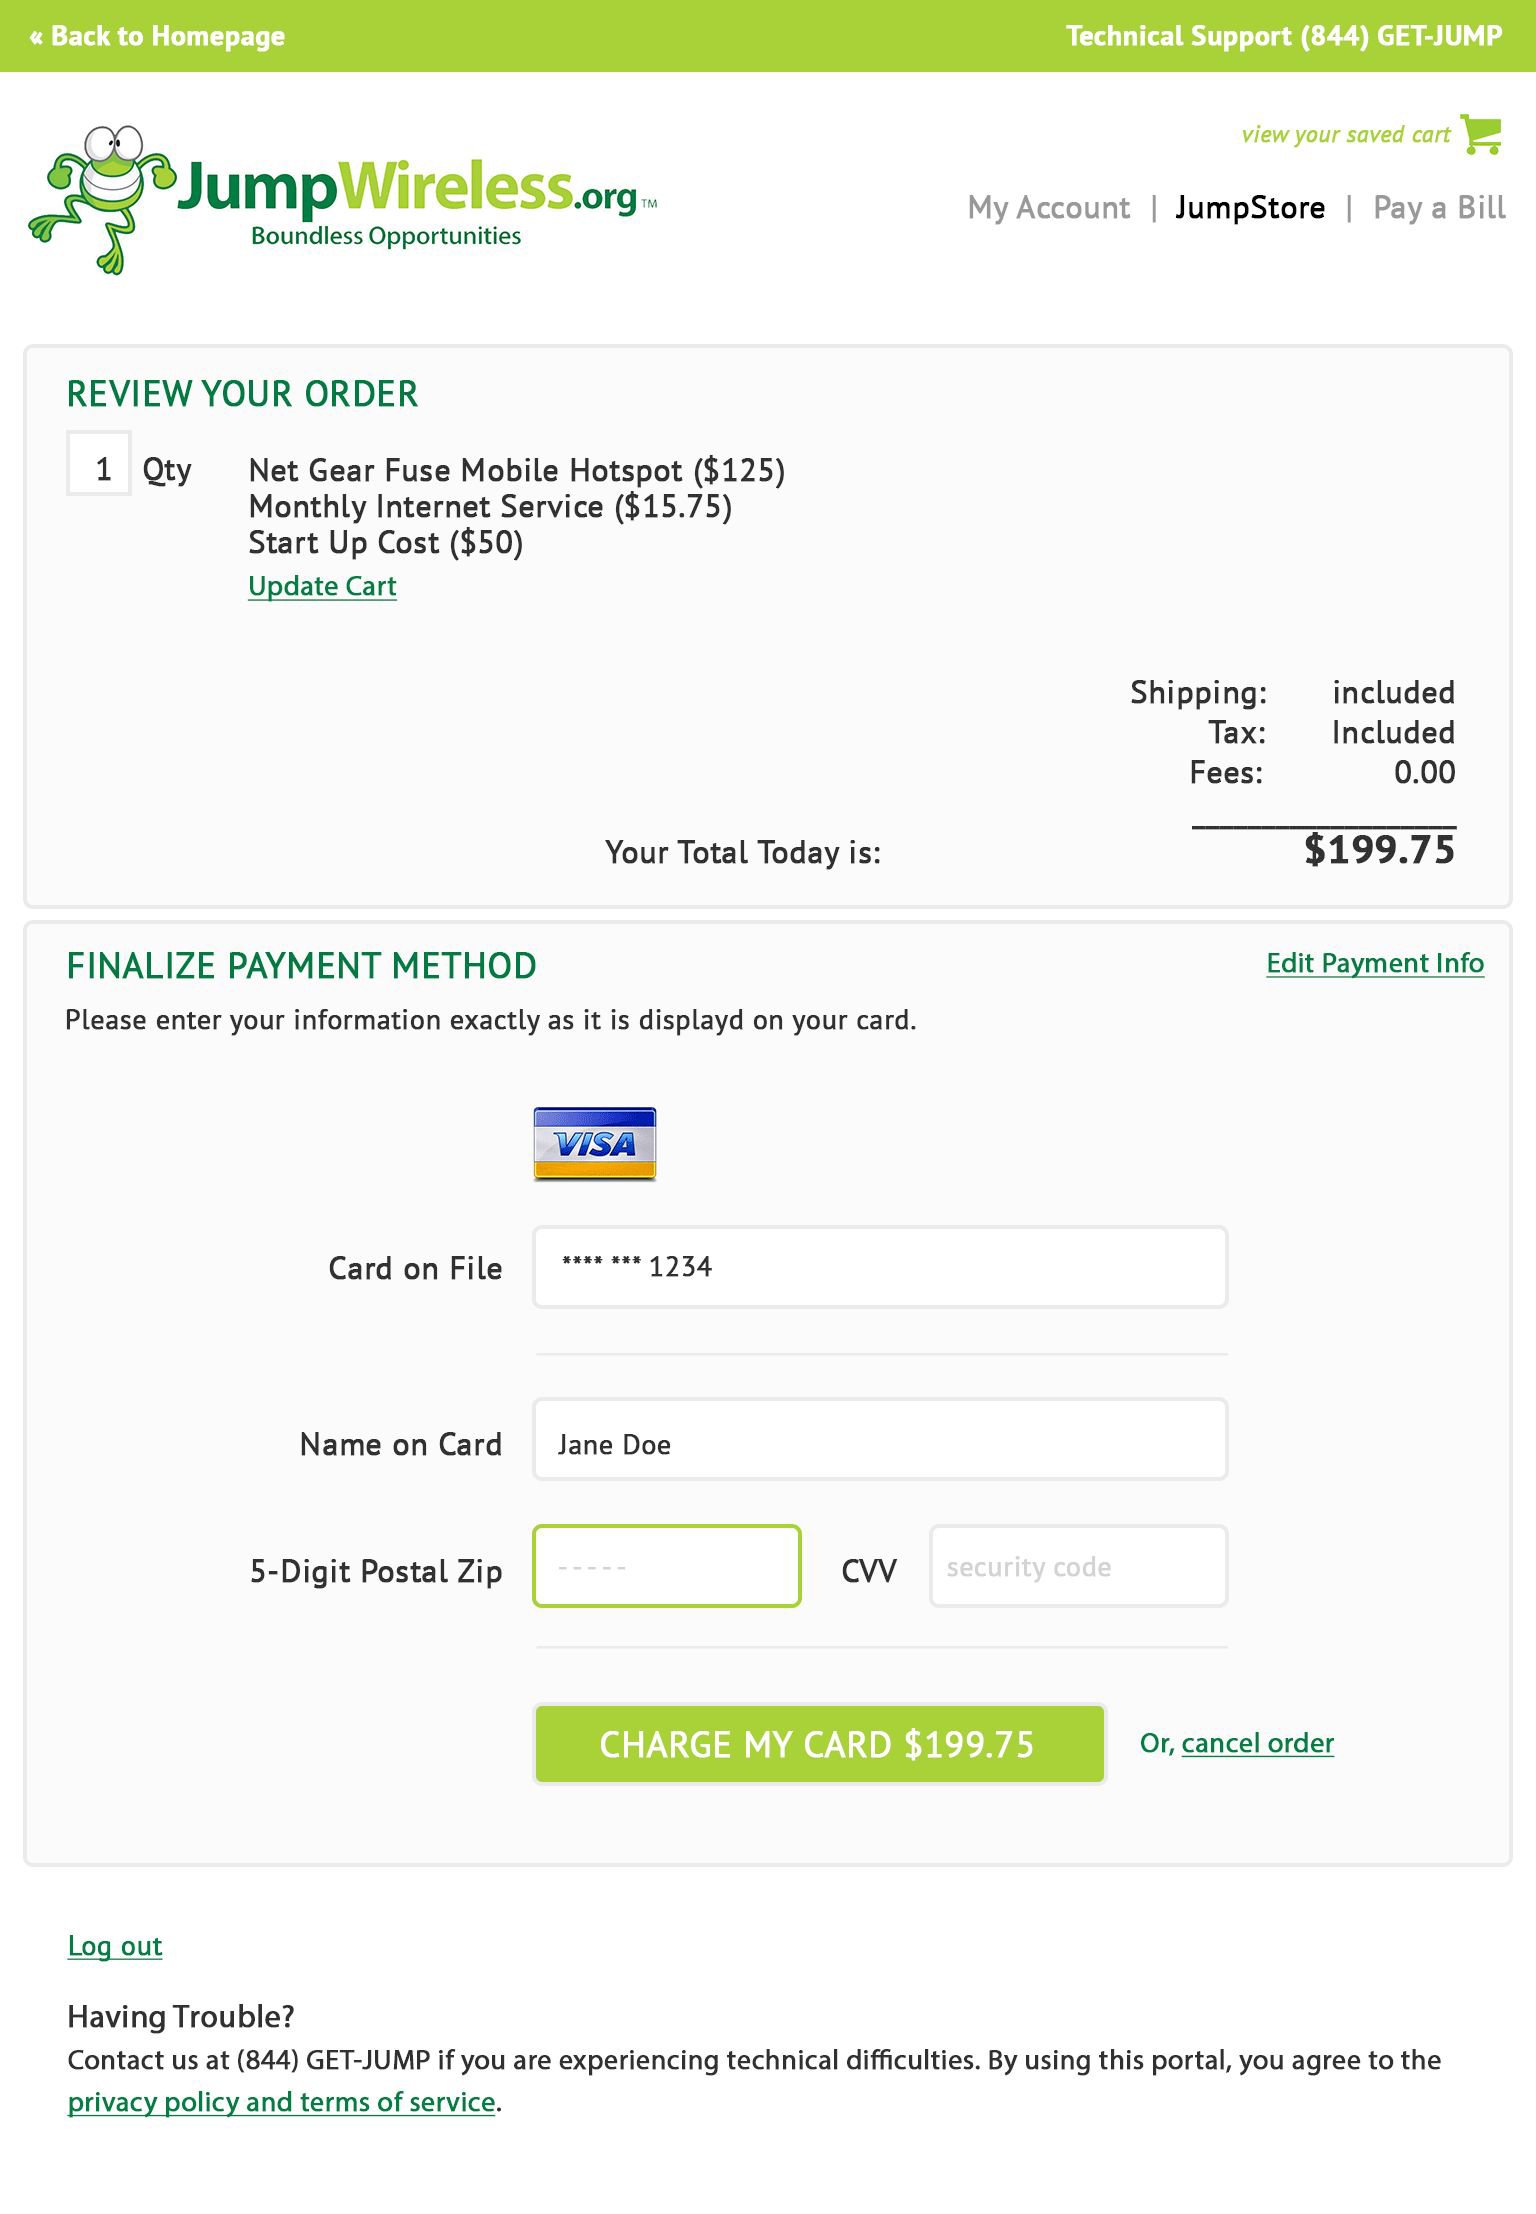 « Back to Homepage
Technical Support (844) GET-JUMP
view your saved cart
JumpWireless.org™
Boundless Opportunities
My Account | JumpStore | Pay a Bill
REVIEW YOUR ORDER
1 Qty
Net Gear Fuse Mobile Hotspot ($125)
Monthly Internet Service ($15.75)
Start Up Cost ($50)
Update Cart
Shipping: included
Tax: Included
Fees: 0.00
Your Total Today is: $199.75
FINALIZE PAYMENT METHOD
Edit Payment Info
Please enter your information exactly as it is displayd on your card.
VISA
Card on File **** *** 1234
Name on Card Jane Doe
5-Digit Postal Zip - - - - - CVV security code
CHARGE MY CARD $199.75 Or, cancel order
Log out
Having Trouble?
Contact us at (844) GET-JUMP if you are experiencing technical difficulties. By using this portal, you agree to the
privacy policy and terms of service.